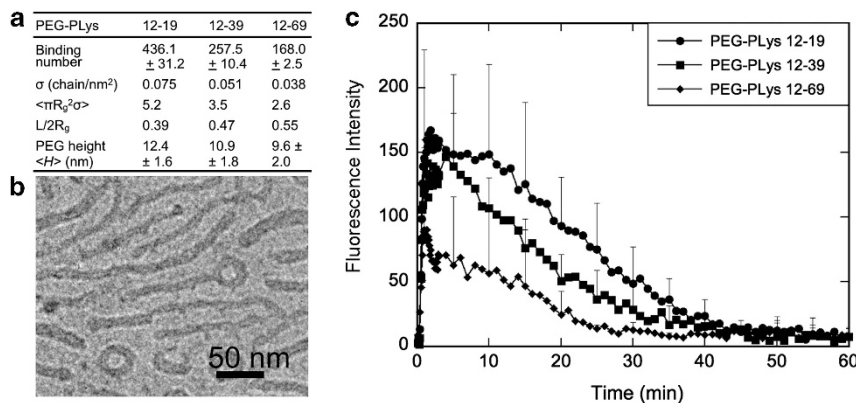 a
PEG-PLys 12-19 12-39 12-69
Binding 436.1 257.5 168.0
number ± 31.2 ± 10.4 ± 2.5
σ (chain/nm²) 0.075 0.051 0.038
<πRg²σ> 5.2 3.5 2.6
L/2Rg 0.39 0.47 0.55
PEG height 12.4 10.9 9.6 ±
<H> (nm) ± 1.6 ± 1.8 2.0
b
50 nm
c
PEG-PLys 12-19
PEG-PLys 12-39
PEG-PLys 12-69
250
200
150
100
50
0
Fluorescence Intensity
0 10 20 30 40 50 60
Time (min)